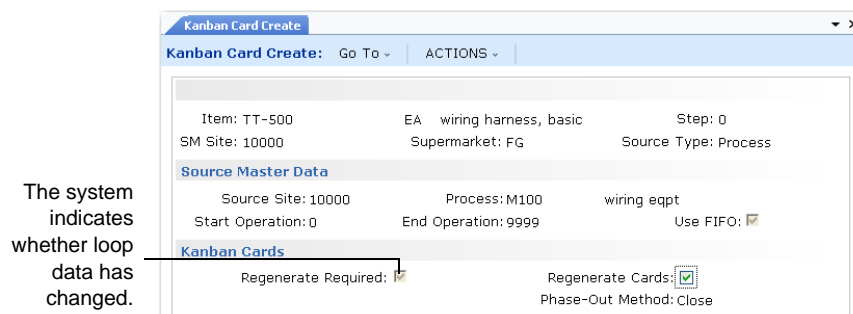 Kanban Card Create
Kanban Card Create: Go To ACTIONS
Item: TT-500 EA wiring harness, basic Step: 0
SM Site: 10000 Supermarket: FG Source Type: Process
Source Master Data
Source Site: 10000 Process: M100 wiring eqpt
Start Operation: 0 End Operation: 9999 Use FIFO:
Kanban Cards
Regenerate Required: Regenerate Cards:
Phase-Out Method: Close
The system
indicates
whether loop
data has
changed.